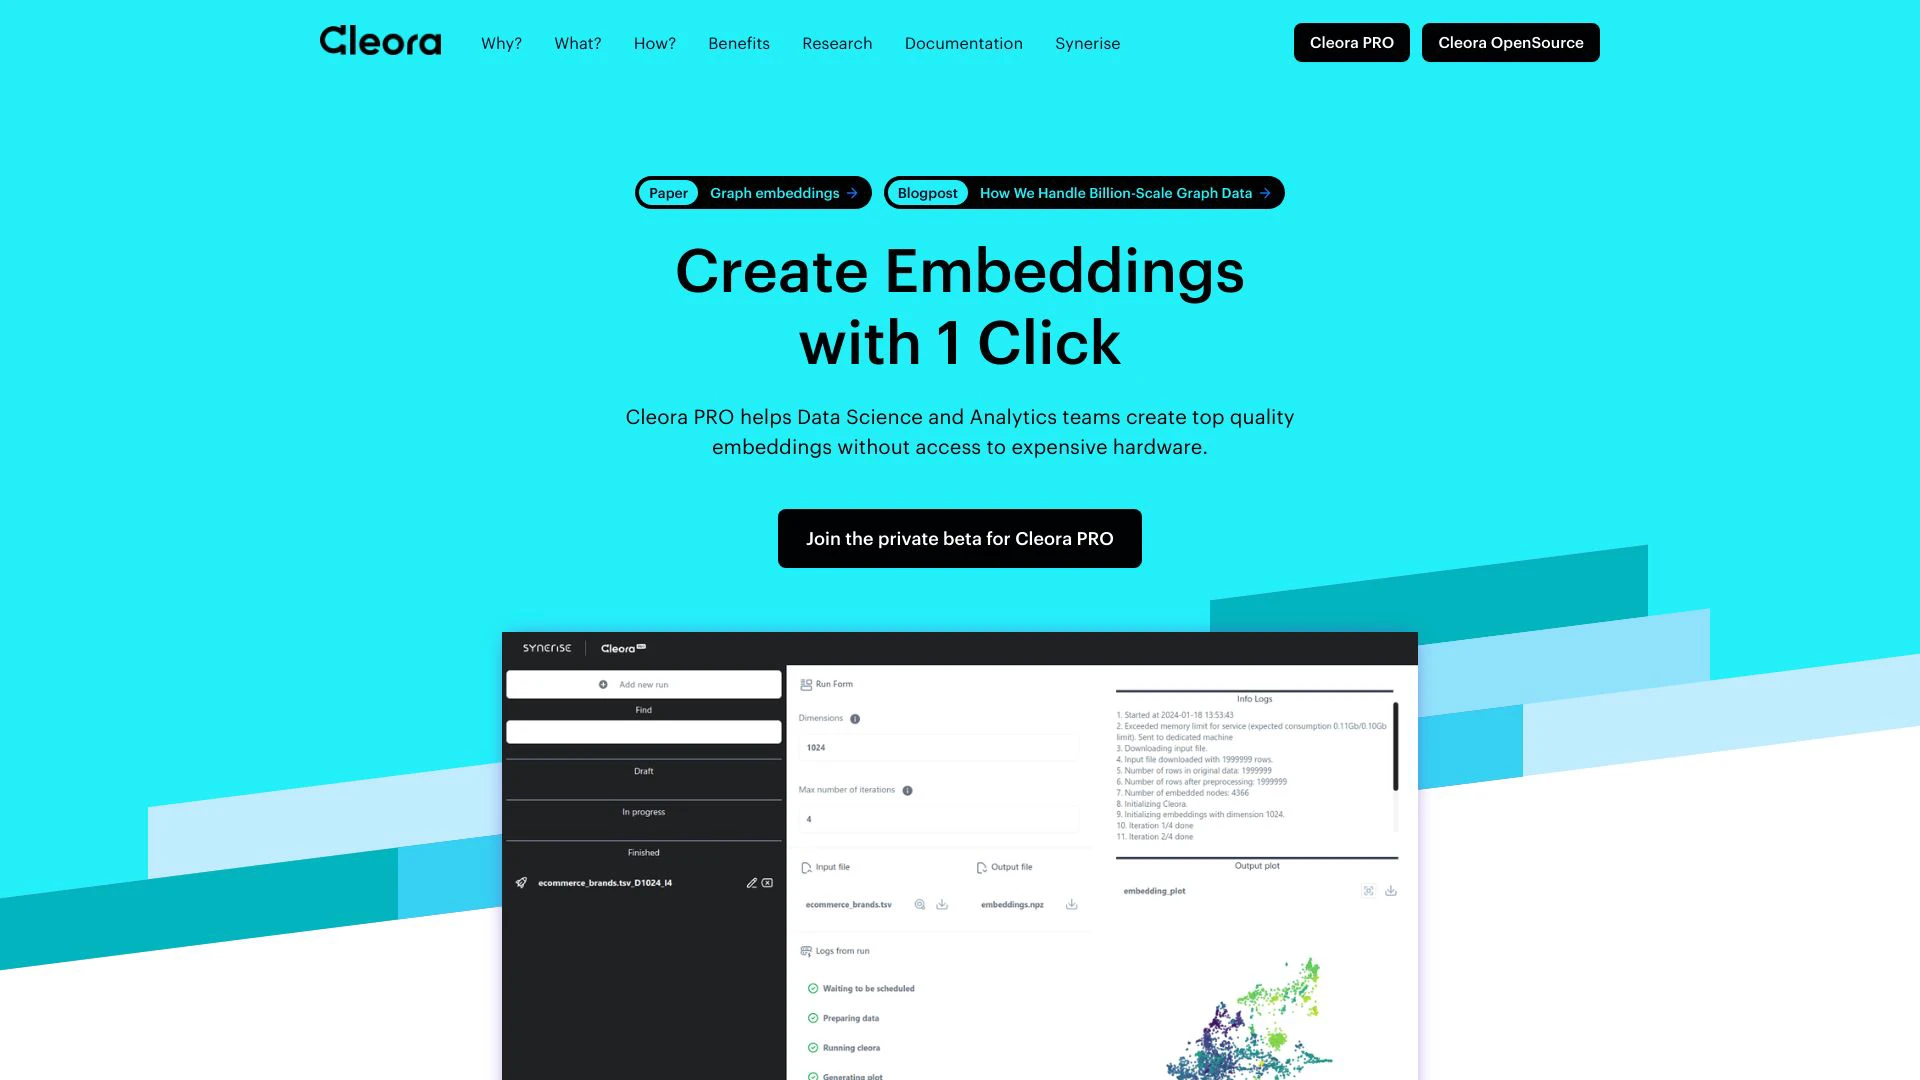 Cleora
Why?
What?
How?
Benefits
Research
Documentation
Synerise
Cleora PRO
Cleora OpenSource
Paper
Graph embeddings →
Blogpost
How We Handle Billion-Scale Graph Data →
Create Embeddings
with 1 Click
Cleora PRO helps Data Science and Analytics teams create top quality
embeddings without access to expensive hardware.
Join the private beta for Cleora PRO
synerise
Cleora
Add new run
Find
Draft
In progress
Finished
ecommerce_brands.tsv_D1024_I4
Run Form
Dimensions
1024
Max number of iterations
4
Input file
Output file
ecommerce_brands.tsv
embeddings.npz
Logs from run
Waiting to be scheduled
Preparing data
Running cleora
Generating plot
Info Logs
1. Started at 2024-01-18 13:53:43
2. Exceeded memory limit for service (expected consumption 0.11Gb/0.10Gb
limit). Sent to dedicated machine
3. Downloading input file.
4. Input file downloaded with 1999999 rows.
5. Number of rows in original data: 1999999
6. Number of rows after preprocessing: 1999999
7. Number of embedded nodes: 4366
8. Initializing Cleora.
9. Initializing embeddings with dimension 1024.
10. Iteration 1/4 done
11. Iteration 2/4 done
Output plot
embedding_plot